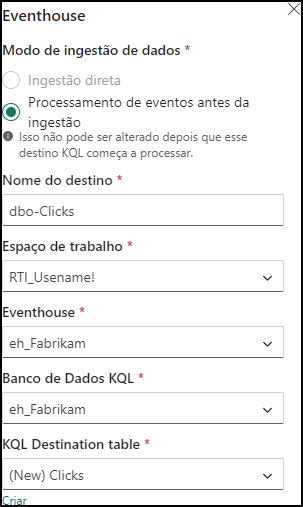 Eventhouse
Modo de ingestão de dados *
Ingestão direta
Processamento de eventos antes da
ingestão
Isso não pode ser alterado depois que esse
destino KQL começa a processar.
Nome do destino *
dbo-Clicks
Espaço de trabalho *
RTI_Usename!
Eventhouse *
eh_Fabrikam
Banco de Dados KQL *
eh_Fabrikam
KQL Destination table *
(New) Clicks
Criar